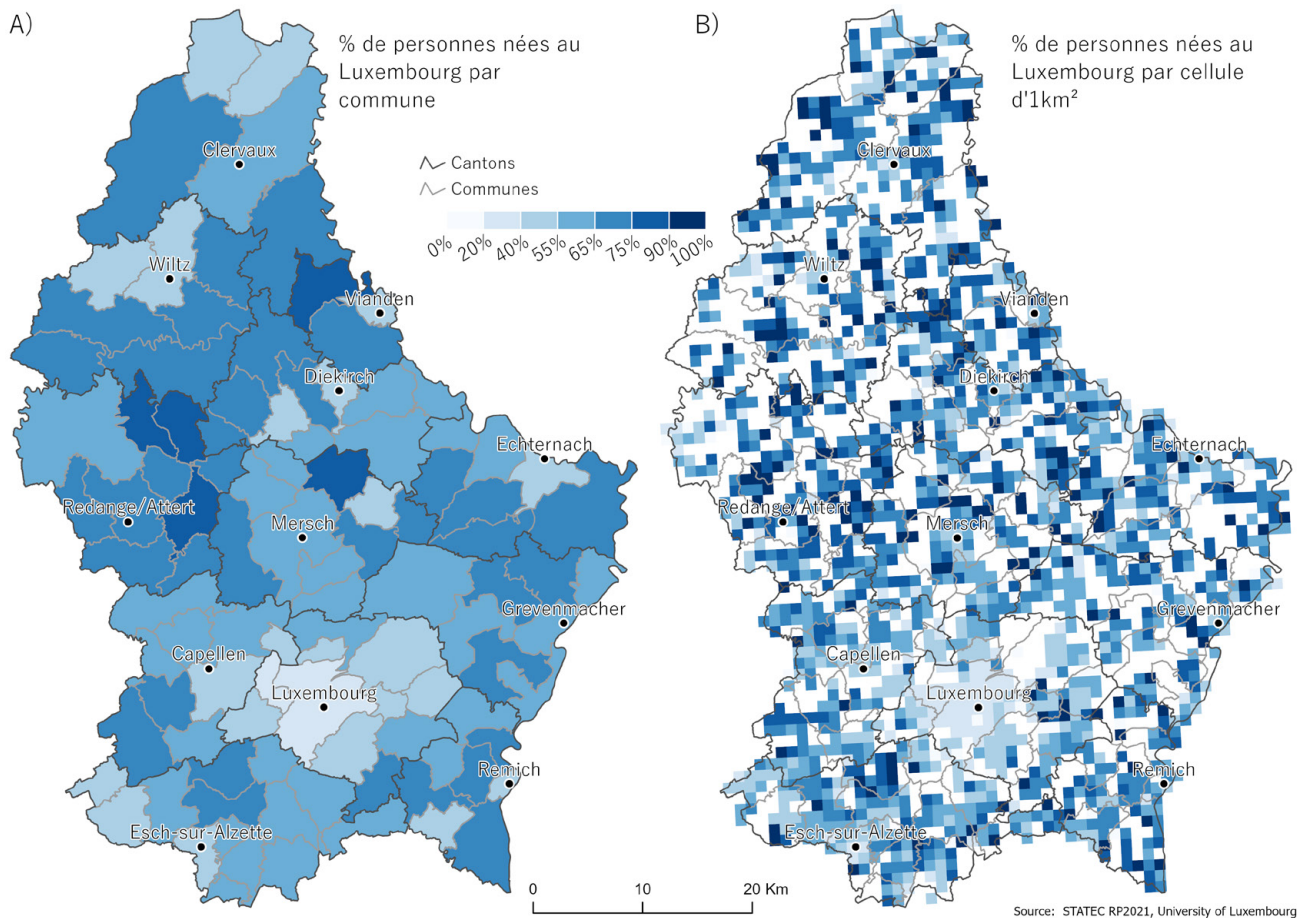 A)
% de personnes nées au
Luxembourg par
commune
Cantons
Communes
0% 20% 40% 55% 65% 75% 90% 100%
Clervaux
Wiltz
Vianden
Diekirch
Echternach
Redange/Attert
Mersch
Grevenmacher
Capellen
Luxembourg
Remich
Esch-sur-Alzette
B)
% de personnes nées au
Luxembourg par cellule
d'1km²
Clervaux
Wiltz
Vianden
Diekirch
Echternach
Redange/Attert
Mersch
Grevenmacher
Capellen
Luxembourg
Remich
Esch-sur-Alzette
0 10 20 Km
Source: STATEC RP2021, University of Luxembourg